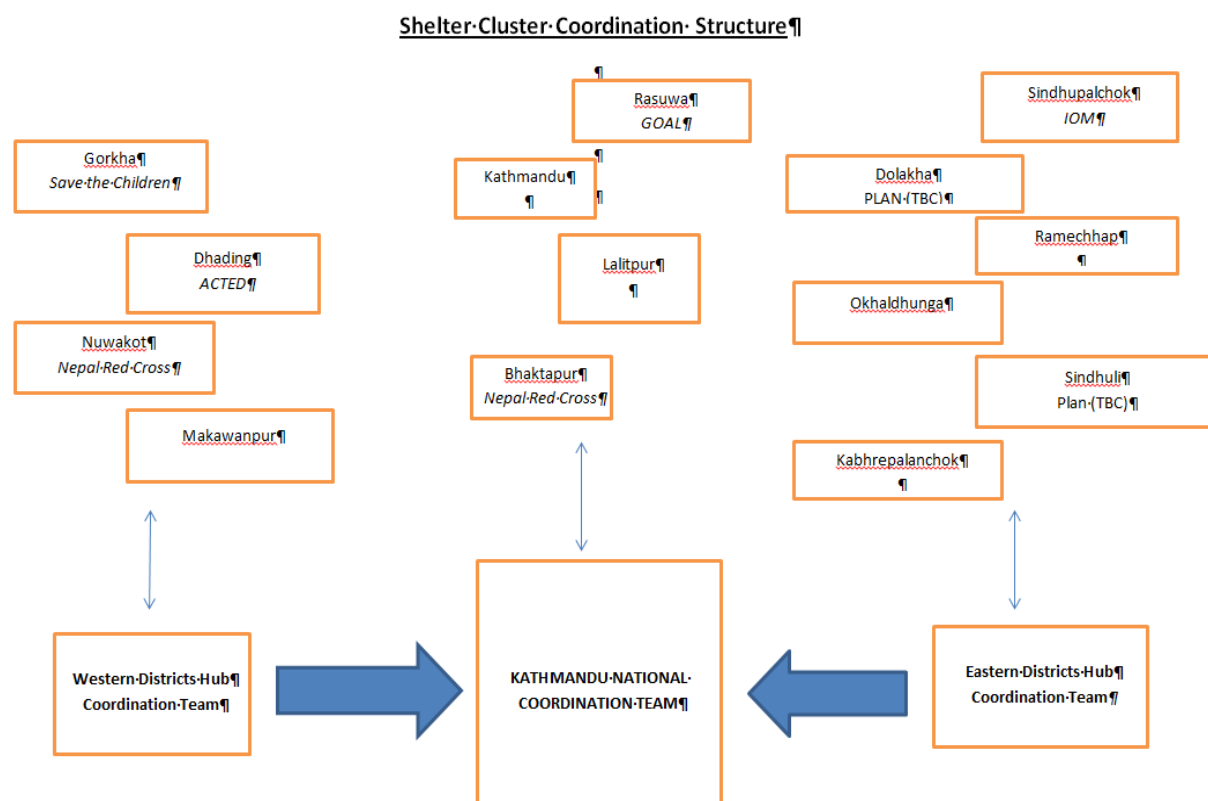 Shelter·Cluster·Coordination· Structure¶
¶
Rasuwa¶
GOAL¶
Sindhupalchok¶
IOM¶
Gorkha¶
Save·the·Children¶
¶
Kathmandu¶
¶
¶
Dolakha¶
PLAN·(TBC)¶
Dhading¶
ACTED¶
Lalitpur¶
¶
Ramechhap¶
¶
Okhaldhunga
Nuwakot¶
Nepal·Red·Cross¶
Bhaktapur¶
Nepal·Red·Cross¶
Sindhuli¶
Plan·(TBC)¶
Makawanpur¶
Kabhrepalanchok¶
¶
Western·Districts·Hub¶
Coordination·Team¶
KATHMANDU·NATIONAL·
COORDINATION·TEAM¶
Eastern·Districts·Hub¶
Coordination·Team¶